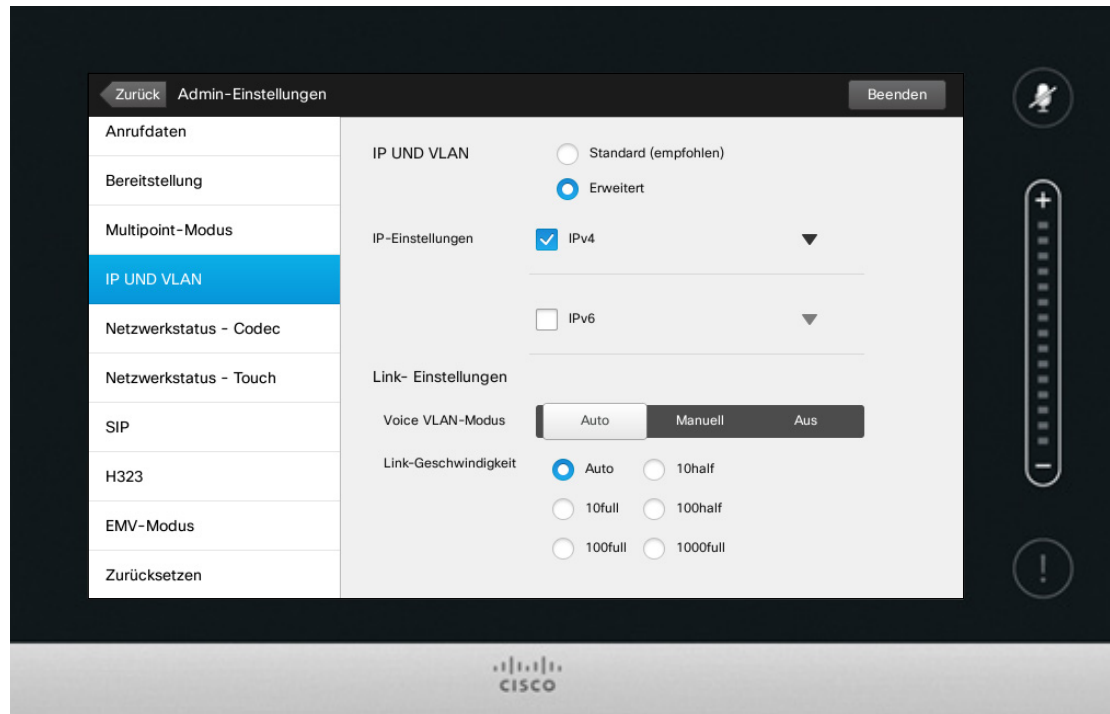 Zurück Admin-Einstellungen Beenden
Anrufdaten
Bereitstellung
Multipoint-Modus
IP UND VLAN
Netzwerkstatus - Codec
Netzwerkstatus - Touch
SIP
H323
EMV-Modus
Zurücksetzen
IP UND VLAN Standard (empfohlen)
Erweitert
IP-Einstellungen IPv4
IPv6
Link- Einstellungen
Voice VLAN-Modus Auto Manuell Aus
Link-Geschwindigkeit Auto 10half
10full 100half
100full 1000full
+
-
!
CISCO